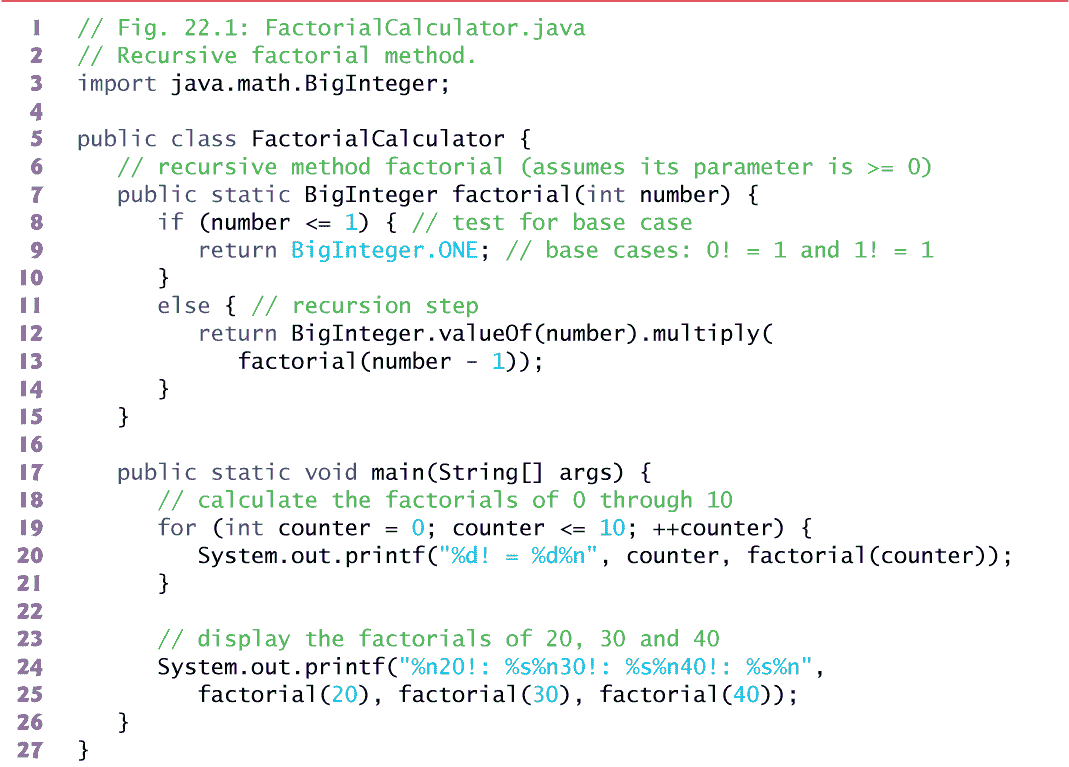 1 // Fig. 22.1: FactorialCalculator.java
2 // Recursive factorial method.
3 import java.math.BigInteger;
4
5 public class FactorialCalculator {
6    // recursive method factorial (assumes its parameter is >= 0)
7    public static BigInteger factorial(int number) {
8       if (number <= 1) { // test for base case
9          return BigInteger.ONE; // base cases: 0! = 1 and 1! = 1
10       }
11       else { // recursion step
12          return BigInteger.valueOf(number).multiply(
13             factorial(number - 1));
14       }
15    }
16
17    public static void main(String[] args) {
18       // calculate the factorials of 0 through 10
19       for (int counter = 0; counter <= 10; ++counter) {
20          System.out.printf("%d! = %d%n", counter, factorial(counter));
21       }
22
23       // display the factorials of 20, 30 and 40
24       System.out.printf("%n20!: %s%n30!: %s%n40!: %s%n",
25          factorial(20), factorial(30), factorial(40));
26    }
27 }